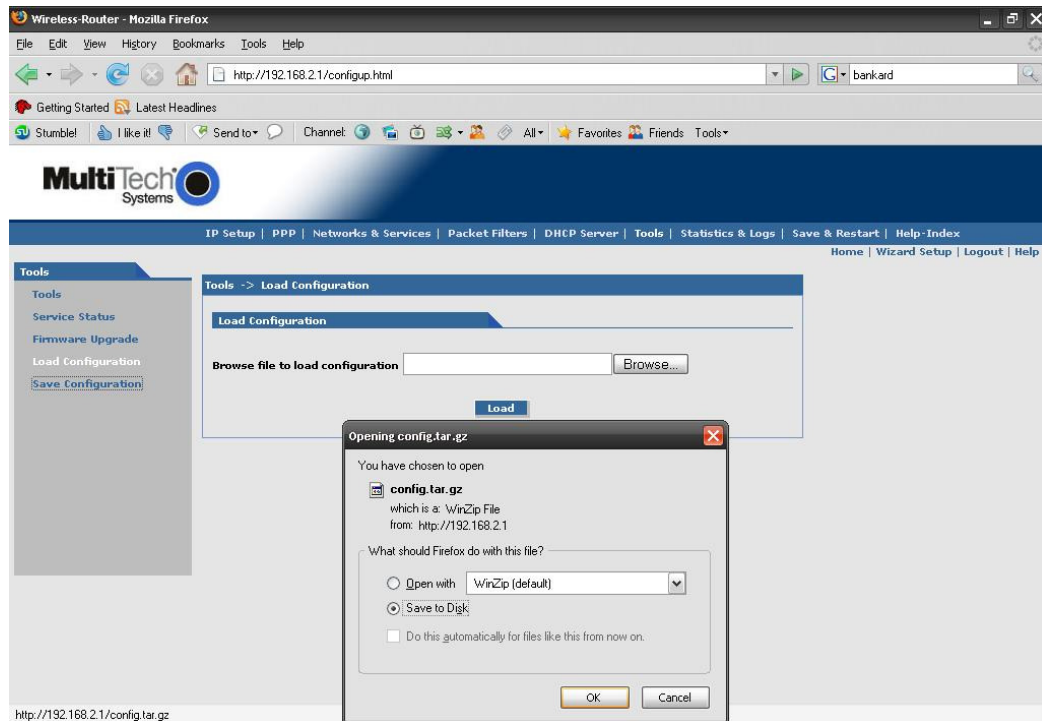 Wireless-Router - Mozilla Firefox
File Edit View History Bookmarks Tools Help
http://192.168.2.1/configup.html
G bankard
Getting Started Latest Headlines
SU Stumble! I like it! Send to Channel: All Favorites Friends Tools
MultiTech
Systems
IP Setup | PPP | Networks & Services | Packet Filters | DHCP Server | Tools | Statistics & Logs | Save & Restart | Help-Index
Home | Wizard Setup | Logout | Help
Tools
Tools
Service Status
Firmware Upgrade
Load Configuration
Save Configuration
Tools -> Load Configuration
Load Configuration
Browse file to load configuration Browse...
Load
Opening config.tar.gz
You have chosen to open
config.tar.gz
which is a: WinZip File
from: http://192.168.2.1
What should Firefox do with this file?
Open with WinZip (default)
Save to Disk
Do this automatically for files like this from now on.
OK Cancel
http://192.168.2.1/config.tar.gz